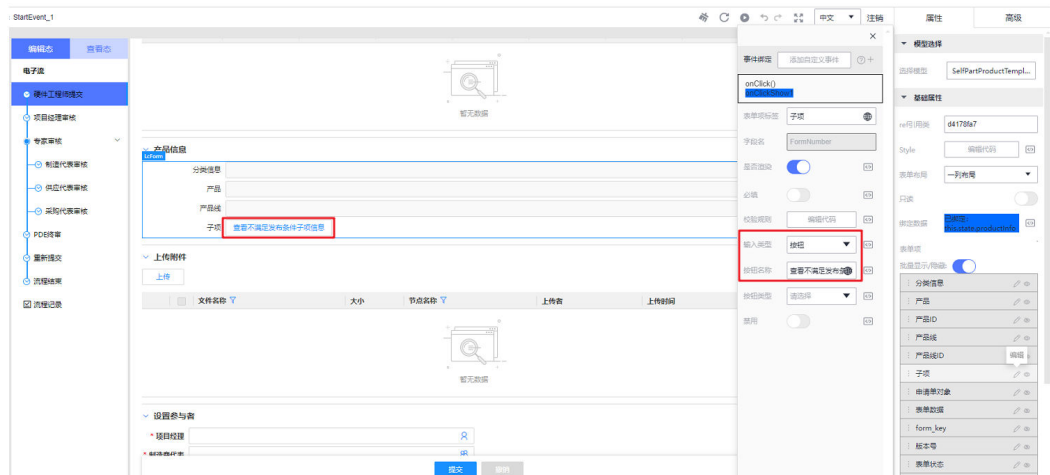 StartEvent_1
中文
注销
属性
高级
编辑态
查看态
电子流
硬件工程师提交
项目经理审核
专家审核
制造代表审核
供应代表审核
采购代表审核
PDE终审
重新提交
流程结束
流程记录
暂无数据
产品信息
LcForm
分类信息
产品
产品线
子项 查看不满足发布条件子项信息
上传附件
上传
文件名称 大小 节点名称 上传者 上传时间
暂无数据
设置参与者
* 项目经理
* 制造商代表
提交
撤销
事件绑定 添加自定义事件
onClick()
onClickShow1
表单项标签 子项
字段名 FormNumber
是否渲染
必填
校验规则 编辑代码
输入类型 按钮
按钮名称 查看不满足发布条
按钮类型 请选择
禁用
模型选择
选择模型 SelfPartProductTempl...
基础属性
ref引用类 d4178fa7
Style 编辑代码
表单布局 一列布局
只读
绑定数据 已绑定:
this.state.productInfo
表单项
批量显示/隐藏
分类信息
产品
产品ID
产品线
产品线ID
编辑
子项
申请单对象
表单数据
form_key
版本号
表单状态